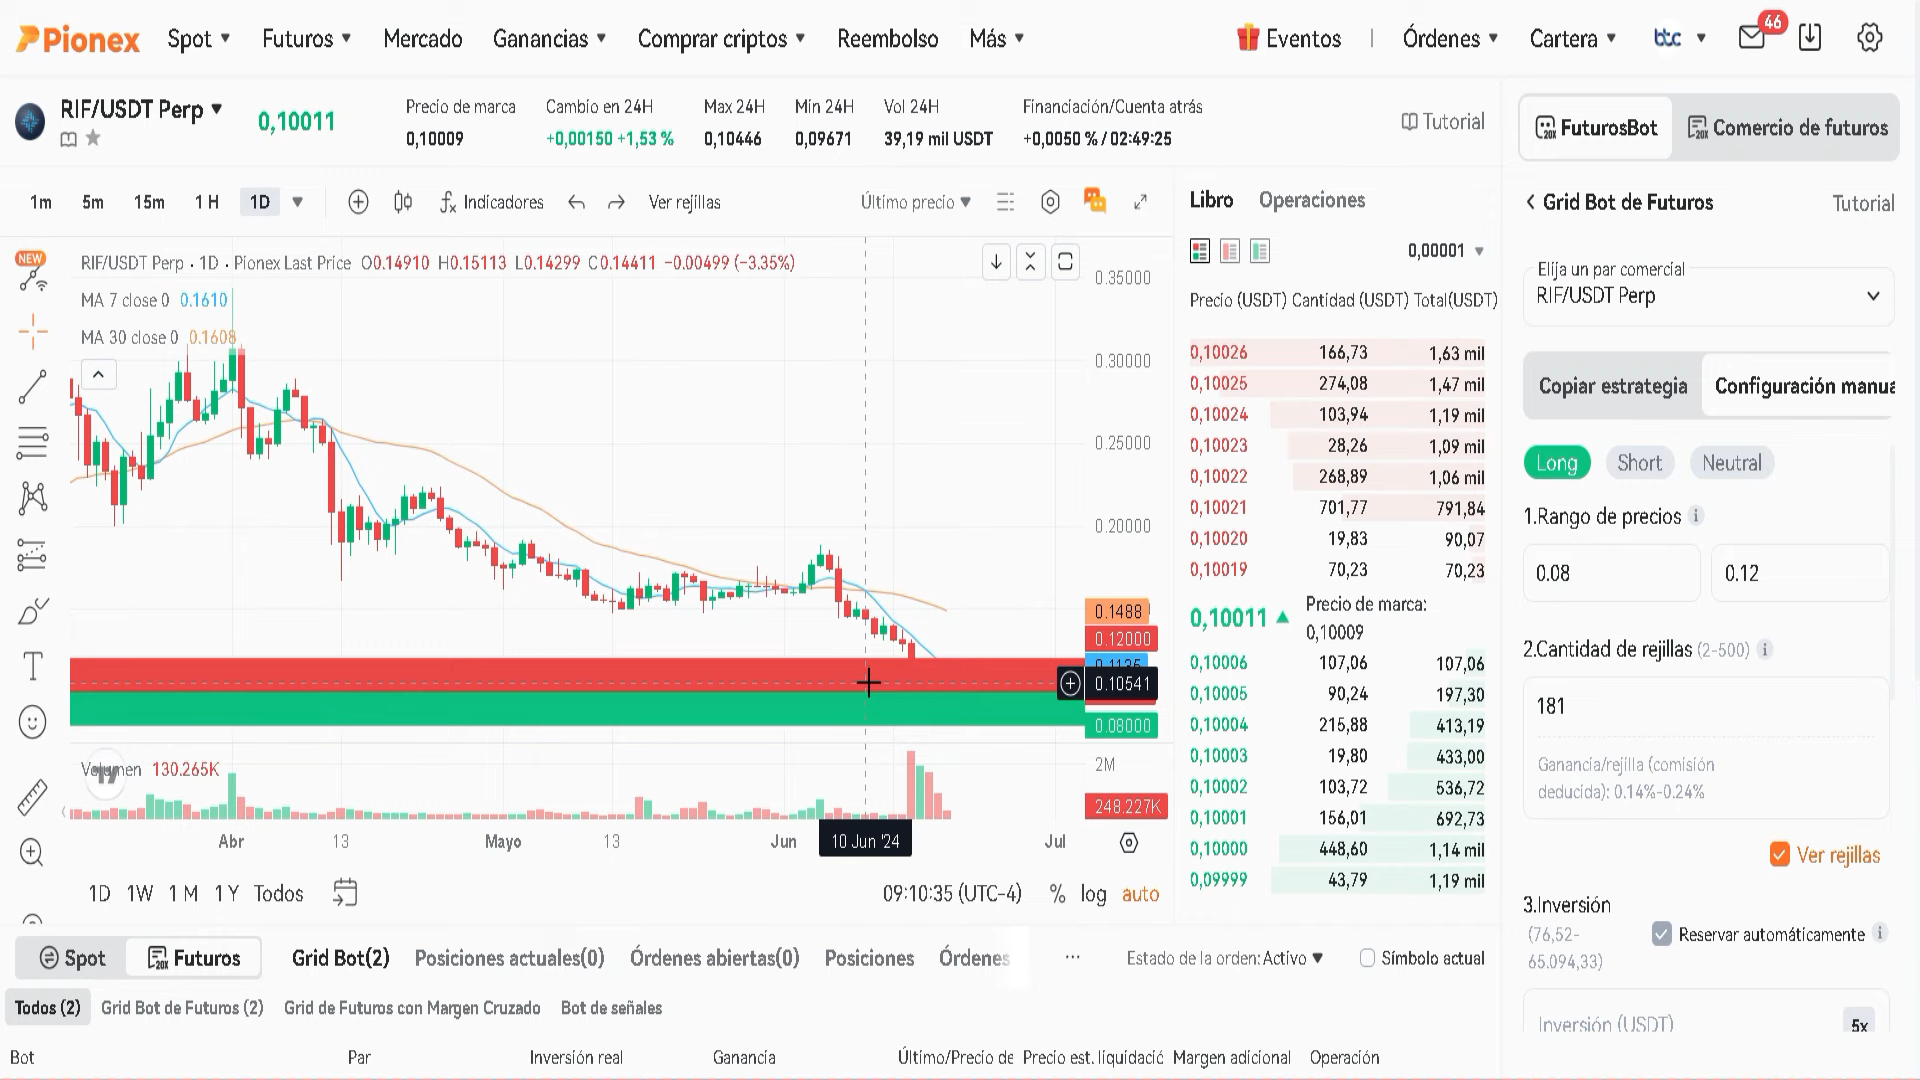 Pionex Spot Futuros Mercado Ganancias Comprar criptos Reembolso Más Eventos Órdenes Cartera btc 46
RIF/USDT Perp 0,10011
Precio de marca Cambio en 24H Max 24H Min 24H Vol 24H Financiación/Cuenta atrás
0,10009 +0,00150 +1,53 % 0,10446 0,09671 39,19 mil USDT +0,0050 % / 02:49:25
Tutorial
1m 5m 15m 1 H 1D Indicadores Ver rejillas Último precio
NEW
RIF/USDT Perp · 1D · Pionex Last Price O0.14910 H0.15113 L0.14299 C0.14411 −0.00499 (−3.35%)
MA 7 close 0 0.1610
MA 30 close 0 0.1608
0.35000
0.30000
0.25000
0.20000
0.1488
0.12000
0.10541
0.08000
Volumen 130.265K
2M
248.227K
Abr 13 Mayo 13 Jun 10 Jun '24 Jul
1D 1W 1 M 1 Y Todos 09:10:35 (UTC-4) % log auto
Libro Operaciones
0,00001
Precio (USDT) Cantidad (USDT) Total(USDT)
0,10026 166,73 1,63 mil
0,10025 274,08 1,47 mil
0,10024 103,94 1,19 mil
0,10023 28,26 1,09 mil
0,10022 268,89 1,06 mil
0,10021 701,77 791,84
0,10020 19,83 90,07
0,10019 70,23 70,23
0,10011 Precio de marca:
0,10009
0,10006 107,06 107,06
0,10005 90,24 197,30
0,10004 215,88 413,19
0,10003 19,80 433,00
0,10002 103,72 536,72
0,10001 156,01 692,73
0,10000 448,60 1,14 mil
0,09999 43,79 1,19 mil
20X FuturosBot 20X Comercio de futuros
Grid Bot de Futuros Tutorial
Elija un par comercial
RIF/USDT Perp
Copiar estrategia Configuración manua
Long Short Neutral
1.Rango de precios
0.08 0.12
2.Cantidad de rejillas (2-500)
181
Ganancia/rejilla (comisión
deducida): 0.14%-0.24%
Ver rejillas
3.Inversión
(76,52-
65.094,33)
Reservar automáticamente
Inversión (USDT) 5x
Spot 20X Futuros Grid Bot(2) Posiciones actuales(0) Órdenes abiertas(0) Posiciones Órdenes ... Estado de la orden:Activo Símbolo actual
Todos (2) Grid Bot de Futuros (2) Grid de Futuros con Margen Cruzado Bot de señales
Bot Par Inversión real Ganancia Último/Precio de Precio est. liquidació Margen adicional Operación